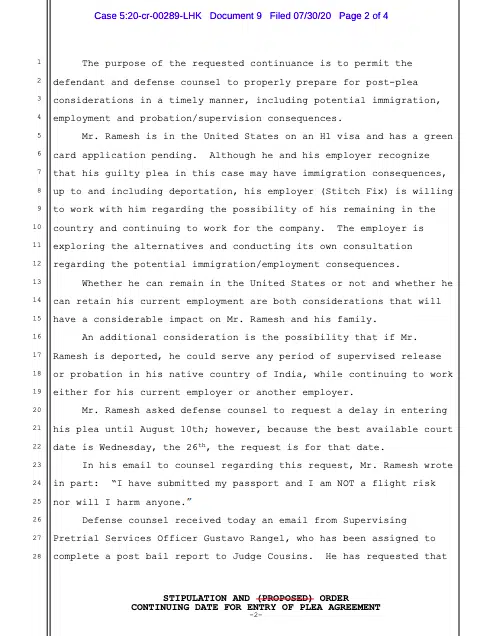 Case 5:20-cr-00289-LHK Document 9 Filed 07/30/20 Page 2 of 4
1 The purpose of the requested continuance is to permit the
2 defendant and defense counsel to properly prepare for post-plea
3 considerations in a timely manner, including potential immigration,
4 employment and probation/supervision consequences.
5 Mr. Ramesh is in the United States on an H1 visa and has a green
6 card application pending. Although he and his employer recognize
7 that his guilty plea in this case may have immigration consequences,
8 up to and including deportation, his employer (Stitch Fix) is willing
9 to work with him regarding the possibility of his remaining in the
10 country and continuing to work for the company. The employer is
11 exploring the alternatives and conducting its own consultation
12 regarding the potential immigration/employment consequences.
13 Whether he can remain in the United States or not and whether he
14 can retain his current employment are both considerations that will
15 have a considerable impact on Mr. Ramesh and his family.
16 An additional consideration is the possibility that if Mr.
17 Ramesh is deported, he could serve any period of supervised release
18 or probation in his native country of India, while continuing to work
19 either for his current employer or another employer.
20 Mr. Ramesh asked defense counsel to request a delay in entering
21 his plea until August 10th; however, because the best available court
22 date is Wednesday, the 26th, the request is for that date.
23 In his email to counsel regarding this request, Mr. Ramesh wrote
24 in part: “I have submitted my passport and I am NOT a flight risk
25 nor will I harm anyone.”
26 Defense counsel received today an email from Supervising
27 Pretrial Services Officer Gustavo Rangel, who has been assigned to
28 complete a post bail report to Judge Cousins. He has requested that
STIPULATION AND (PROPOSED) ORDER
CONTINUING DATE FOR ENTRY OF PLEA AGREEMENT
-2-